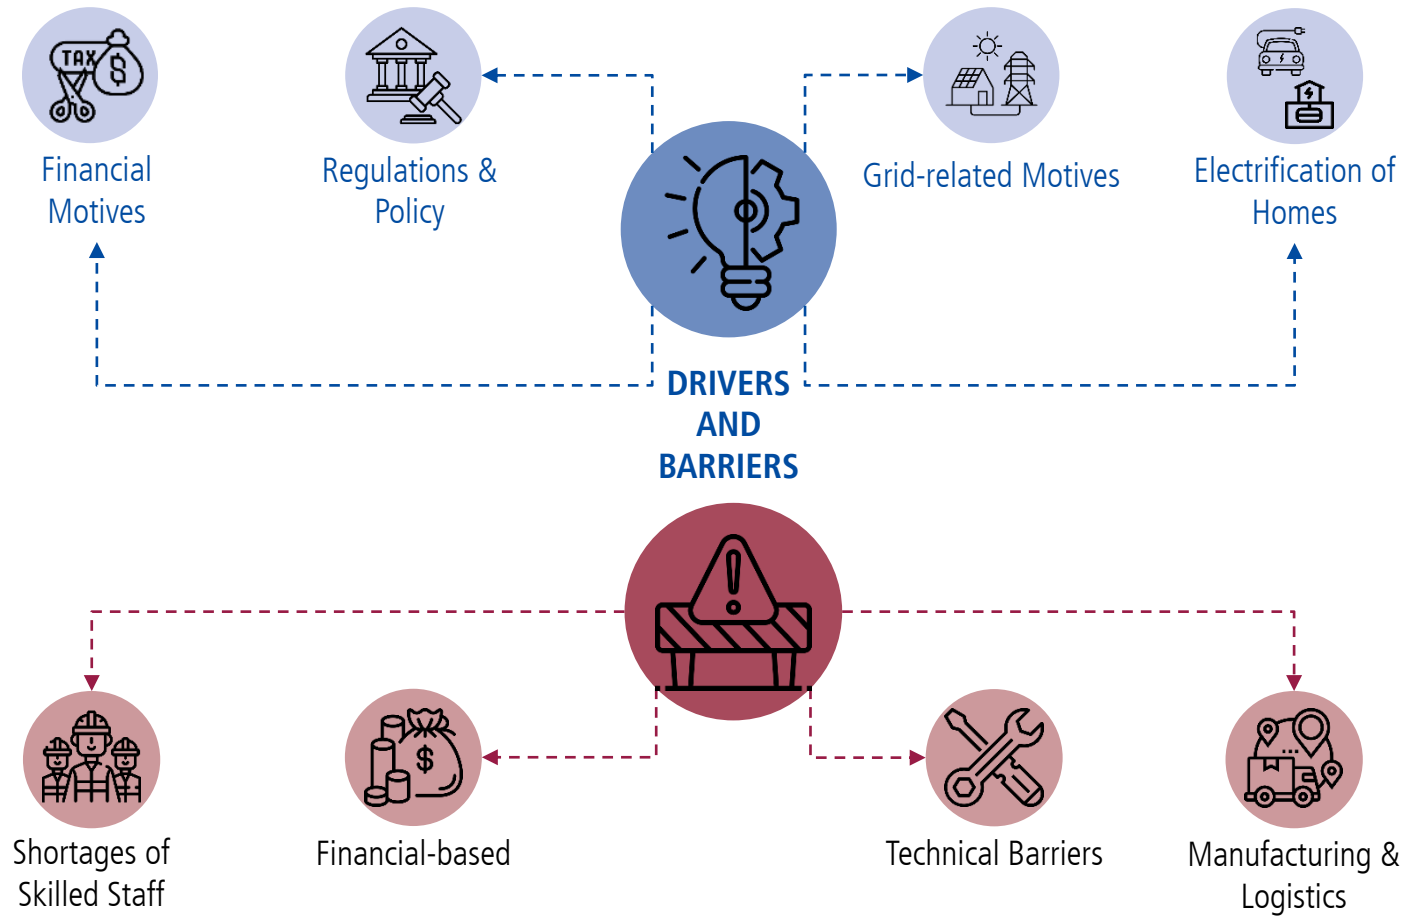 TAX
$
Financial
Motives
Regulations &
Policy
Grid-related Motives
Electrification of
Homes
DRIVERS
AND
BARRIERS
Shortages of
Skilled Staff
$
Financial-based
Technical Barriers
Manufacturing &
Logistics